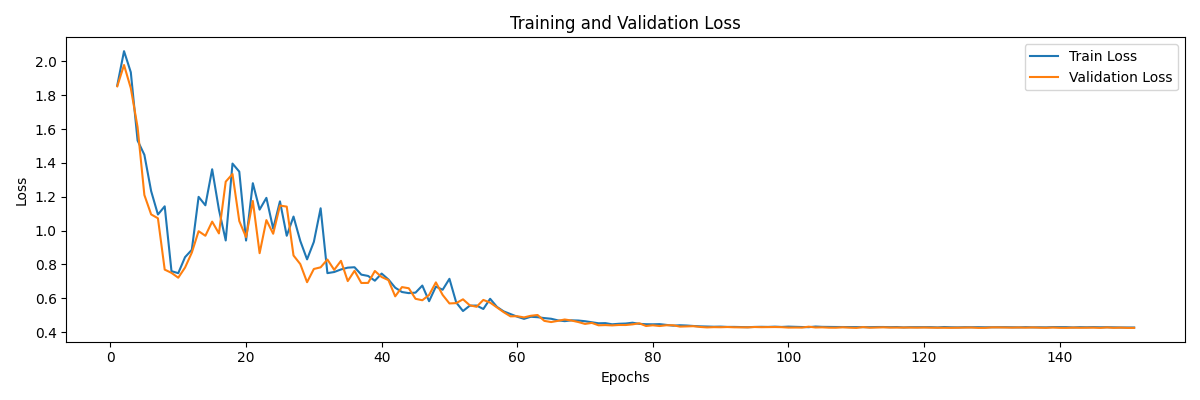 Training and Validation Loss
Train Loss
Validation Loss
Loss
2.0
1.8
1.6
1.4
1.2
1.0
0.8
0.6
0.4
0 20 40 60 80 100 120 140
Epochs